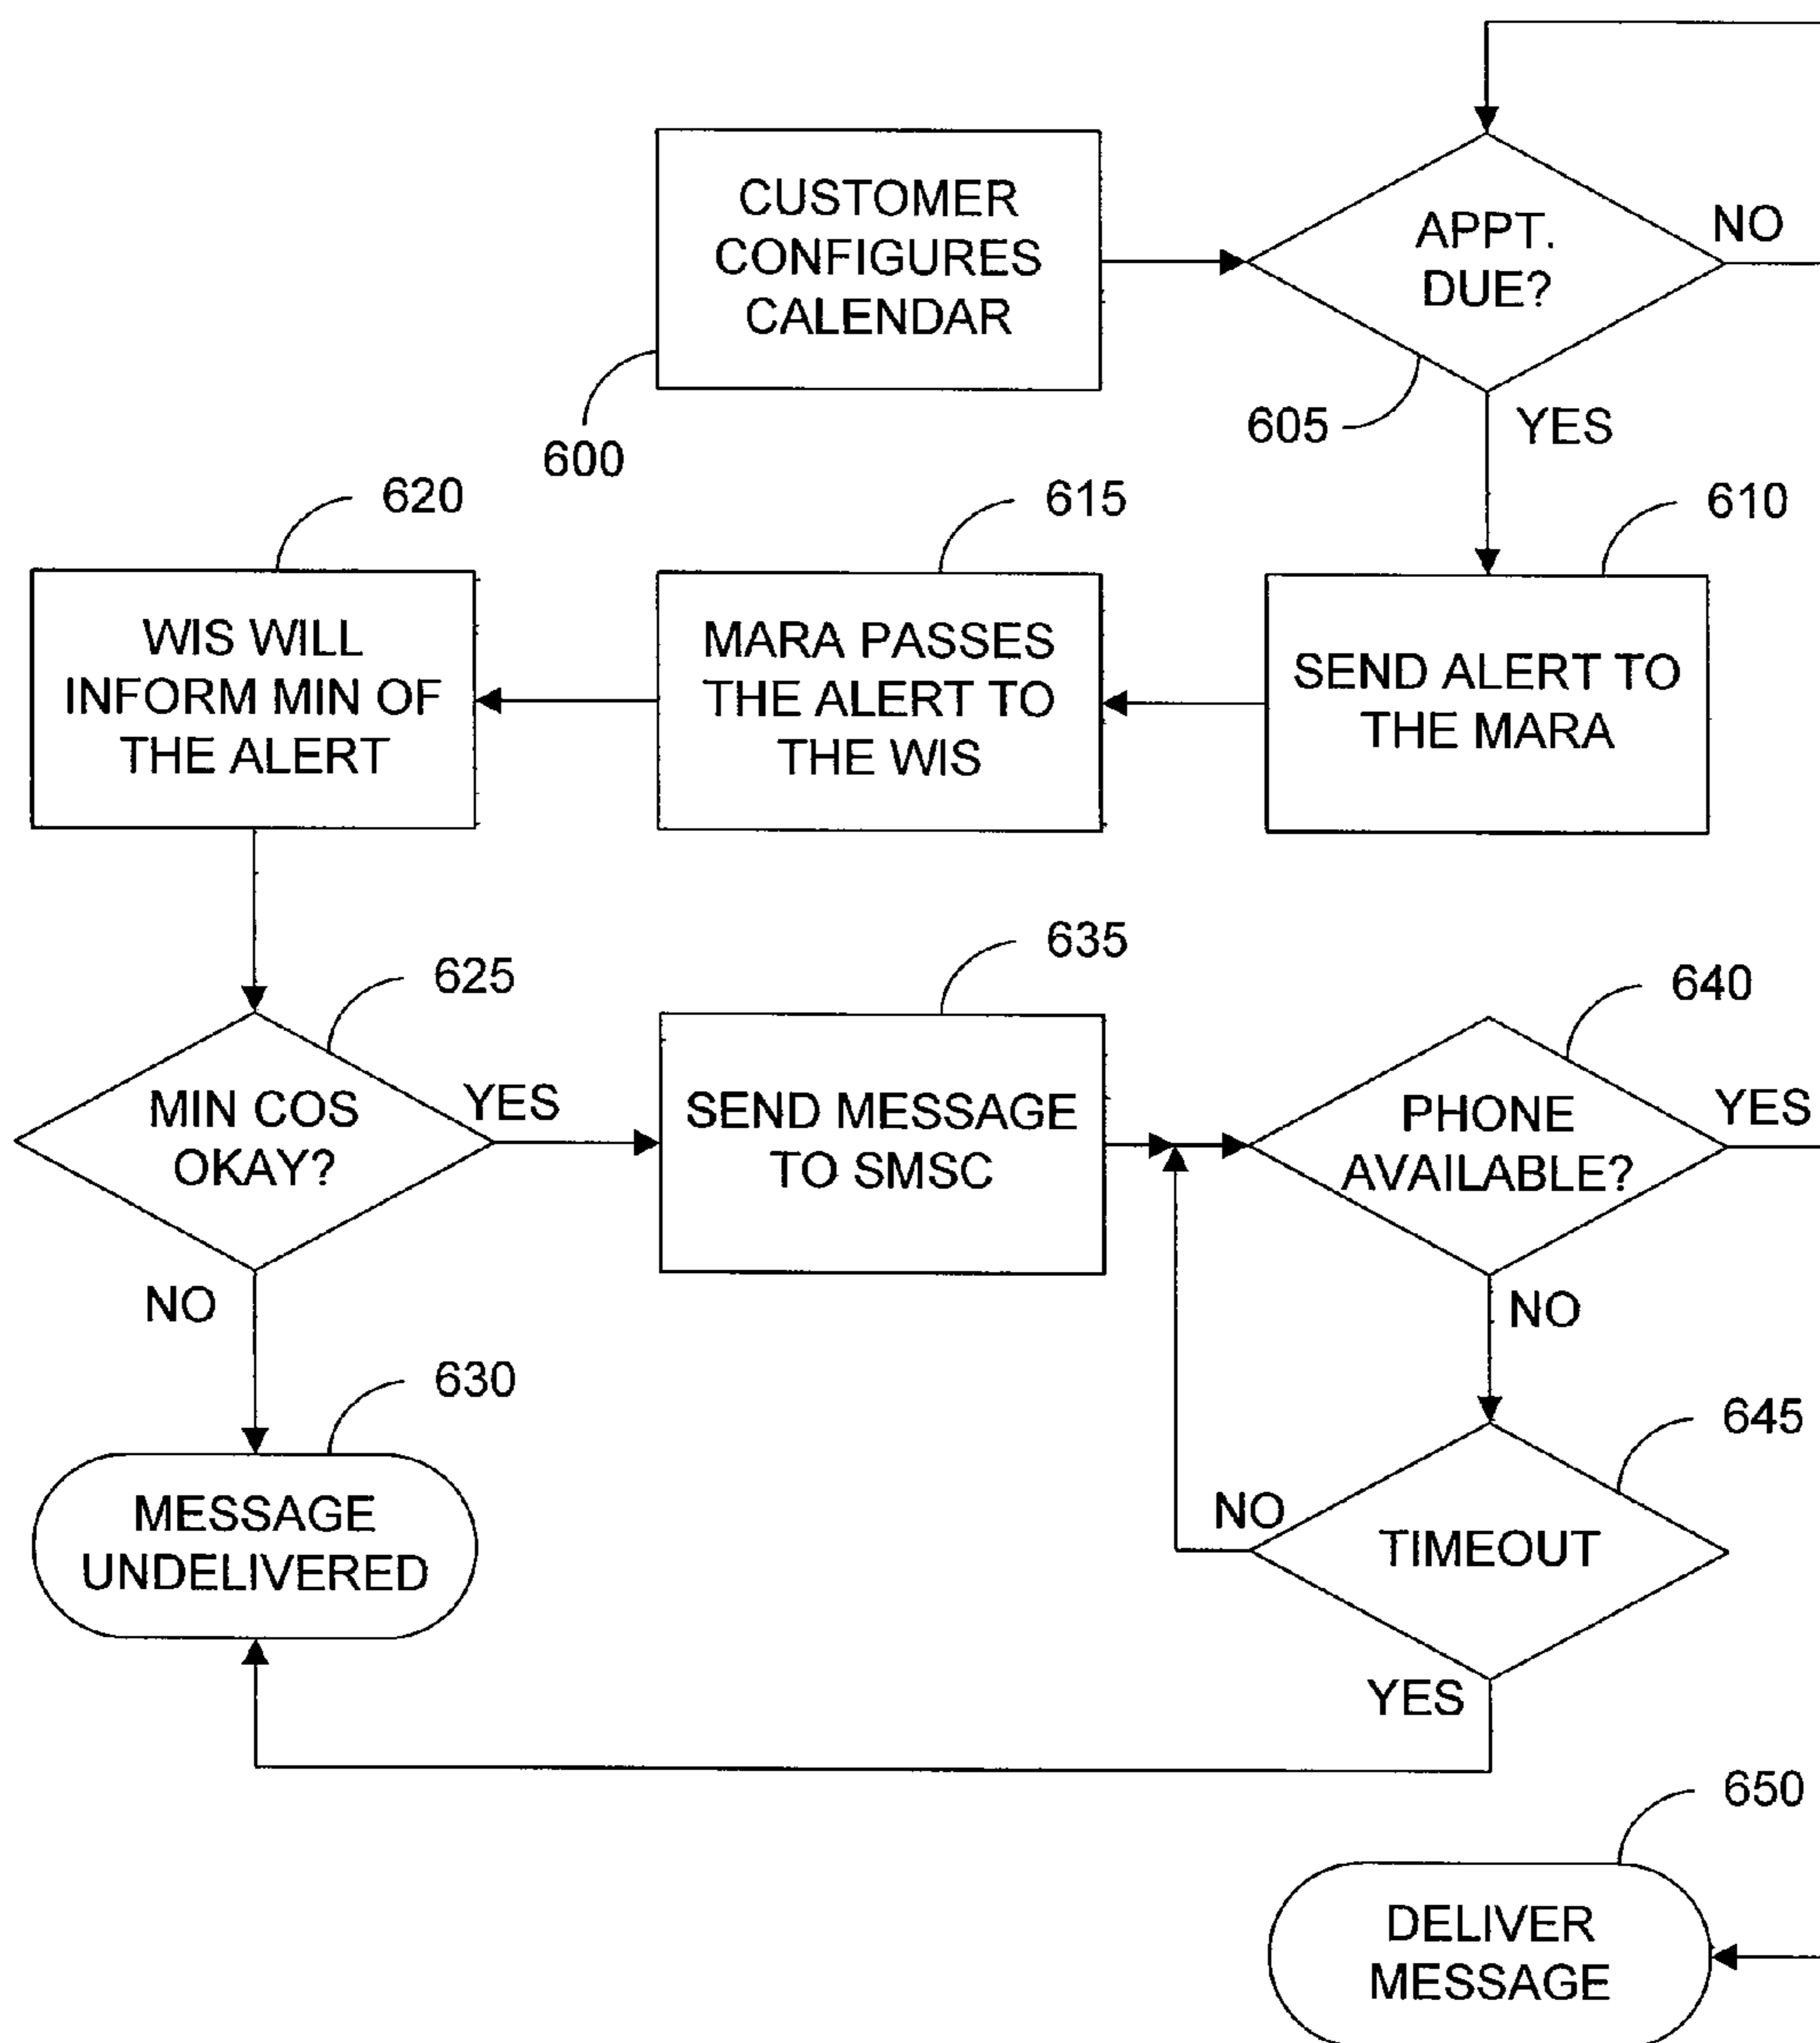 CUSTOMER
CONFIGURES
CALENDAR
600
APPT.
DUE?
NO
605
YES
610
SEND ALERT TO
THE MARA
615
MARA PASSES
THE ALERT TO
THE WIS
620
WIS WILL
INFORM MIN OF
THE ALERT
625
MIN COS
OKAY?
YES
NO
630
MESSAGE
UNDELIVERED
635
SEND MESSAGE
TO SMSC
640
PHONE
AVAILABLE?
YES
NO
645
TIMEOUT
NO
YES
650
DELIVER
MESSAGE